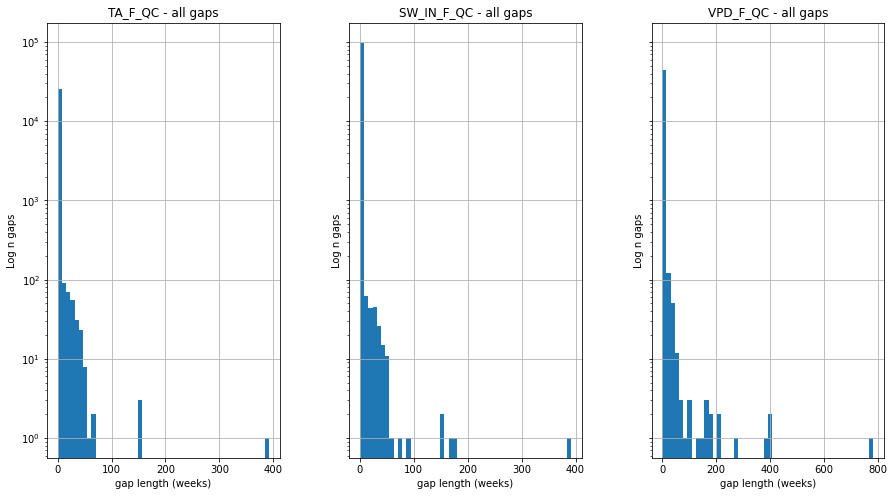 TA_F_QC - all gaps
SW_IN_F_QC - all gaps
VPD_F_QC - all gaps
10^5
10^4
10^3
10^2
10^1
10^0
Log n gaps
Log n gaps
Log n gaps
0 100 200 300 400
0 100 200 300 400
0 200 400 600 800
gap length (weeks)
gap length (weeks)
gap length (weeks)